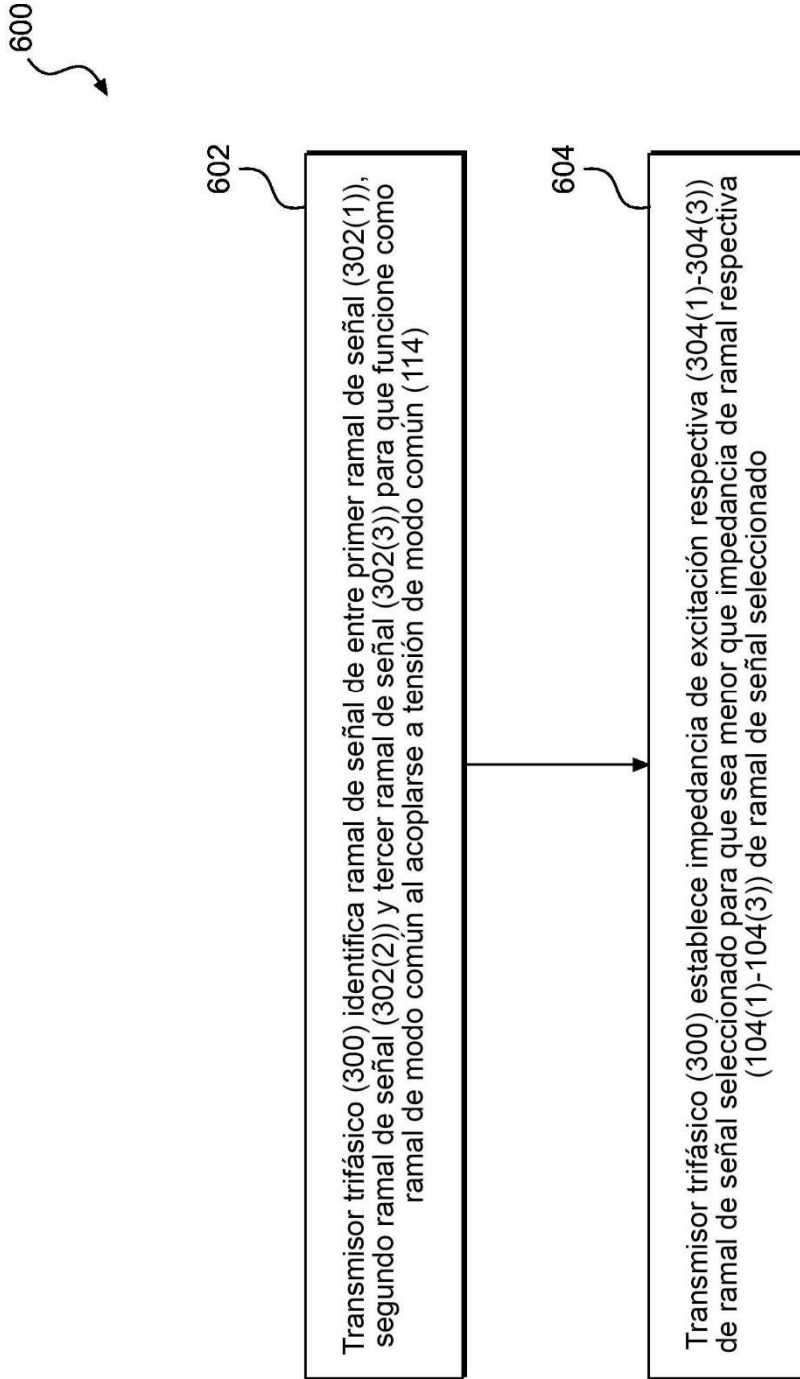 600
602
Transmisor trifásico (300) identifica ramal de señal de entre primer ramal de señal (302(1)),
segundo ramal de señal (302(2)) y tercer ramal de señal (302(3)) para que funcione como
ramal de modo común al acoplarse a tensión de modo común (114)
604
Transmisor trifásico (300) establece impedancia de excitación respectiva (304(1)-304(3))
de ramal de señal seleccionado para que sea menor que impedancia de ramal respectiva
(104(1)-104(3)) de ramal de señal seleccionado